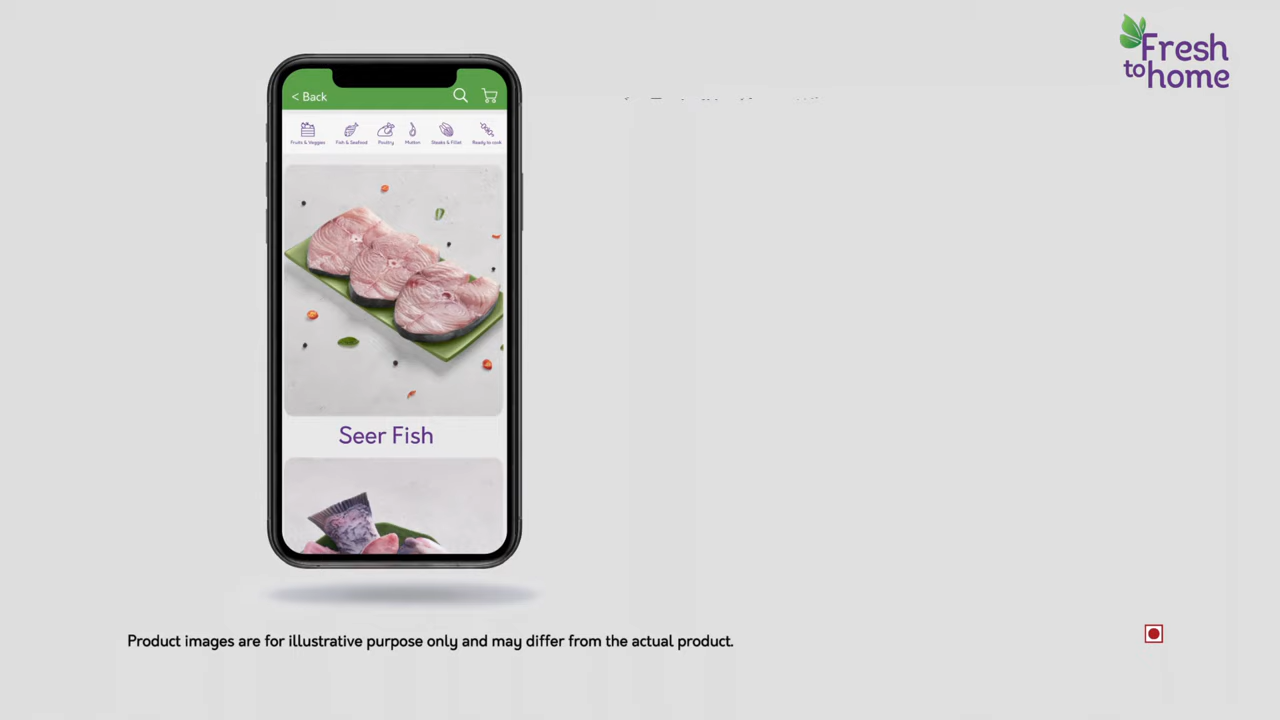 Fresh
to home
< Back
Fruits & Veggies Fish & Seafood Poultry Mutton Steaks & Fillet Ready to cook
Seer Fish
Product images are for illustrative purpose only and may differ from the actual product.